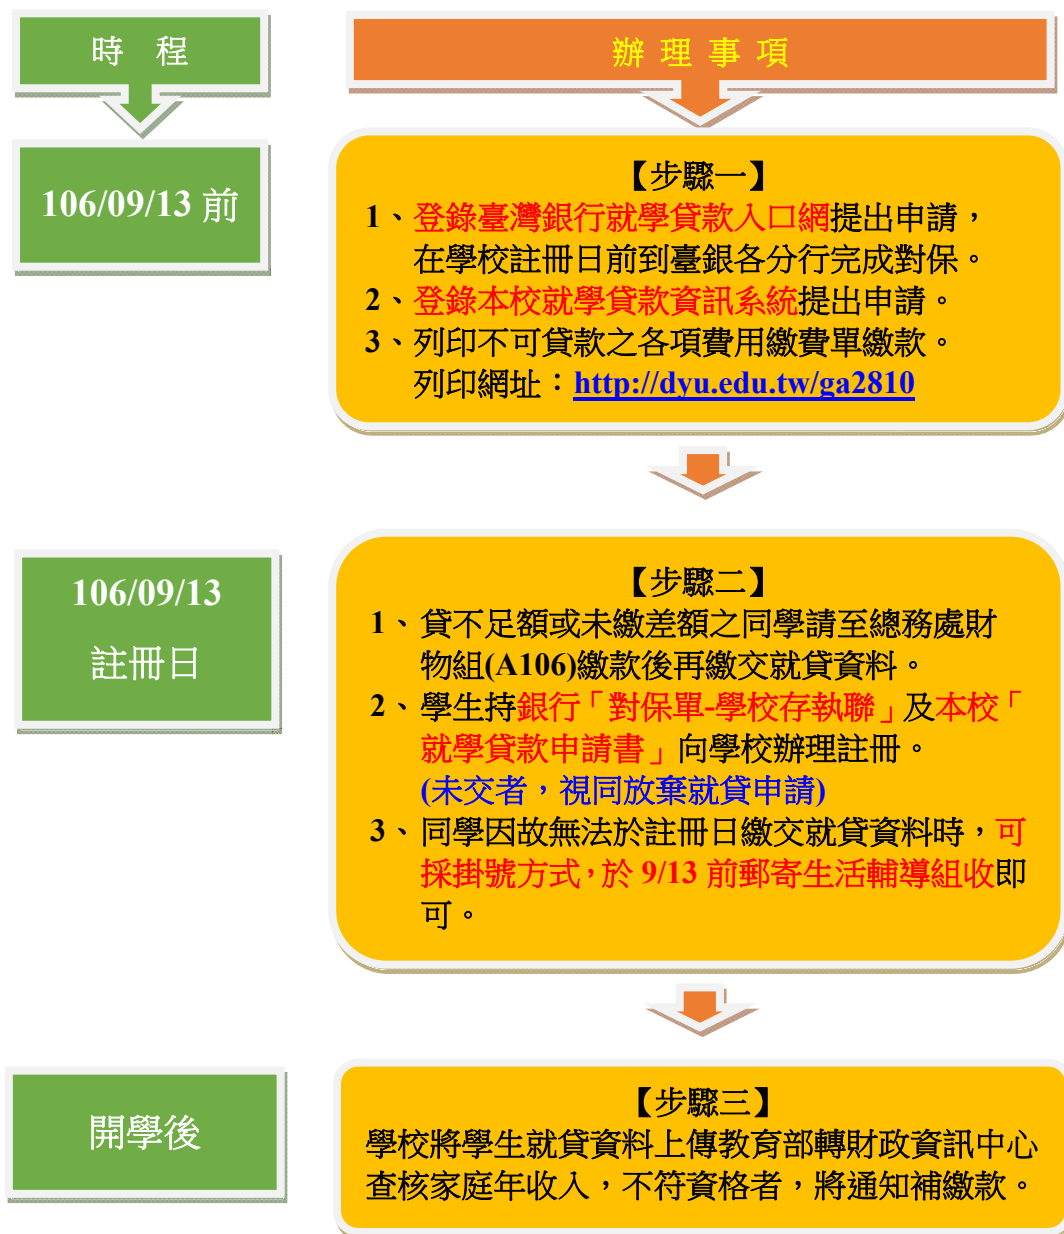 時 程
辦 理 事 項
106/09/13 前
【步驟一】
1、登錄臺灣銀行就學貸款入口網提出申請，
在學校註冊日前到臺銀各分行完成對保。
2、登錄本校就學貸款資訊系統提出申請。
3、列印不可貸款之各項費用繳費單繳款。
列印網址：http://dyu.edu.tw/ga2810
106/09/13
註冊日
【步驟二】
1、貸不足額或未繳差額之同學請至總務處財
物組(A106)繳款後再繳交就貸資料。
2、學生持銀行「對保單-學校存執聯」及本校「
就學貸款申請書」向學校辦理註冊。
(未交者，視同放棄就貸申請)
3、同學因故無法於註冊日繳交就貸資料時，可
採掛號方式，於 9/13 前郵寄生活輔導組收即
可。
開學後
【步驟三】
學校將學生就貸資料上傳教育部轉財政資訊中心
查核家庭年收入，不符資格者，將通知補繳款。